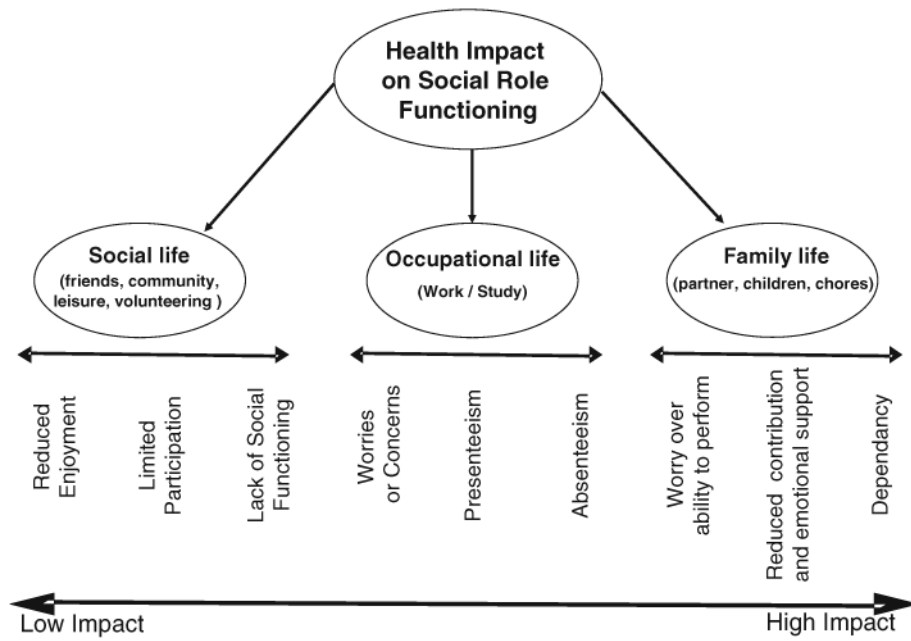 Health Impact
on Social Role
Functioning
Social life
(friends, community,
leisure, volunteering )
Occupational life
(Work / Study)
Family life
(partner, children, chores)
Reduced
Enjoyment
Limited
Participation
Lack of Social
Functioning
Worries
or Concerns
Presenteeism
Absenteeism
Worry over
ability to perform
Reduced contribution
and emotional support
Dependancy
Low Impact
High Impact